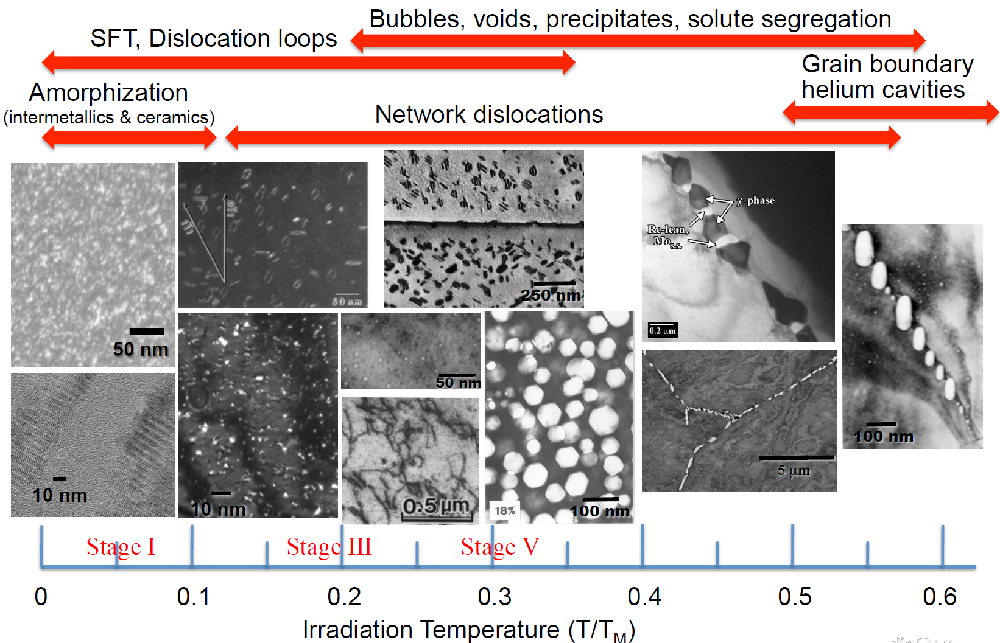 Bubbles, voids, precipitates, solute segregation
SFT, Dislocation loops
Grain boundary
helium cavities
Amorphization
(intermetallics & ceramics)
Network dislocations
χ-phase
Re-lean,
Mo s.s.
50 nm
250 nm
0.2 μm
50 nm
50 nm
10 nm
10 nm
0.5 μm
18%
100 nm
5 μm
100 nm
Stage I
Stage III
Stage V
0 0.1 0.2 0.3 0.4 0.5 0.6
Irradiation Temperature (T/TM)